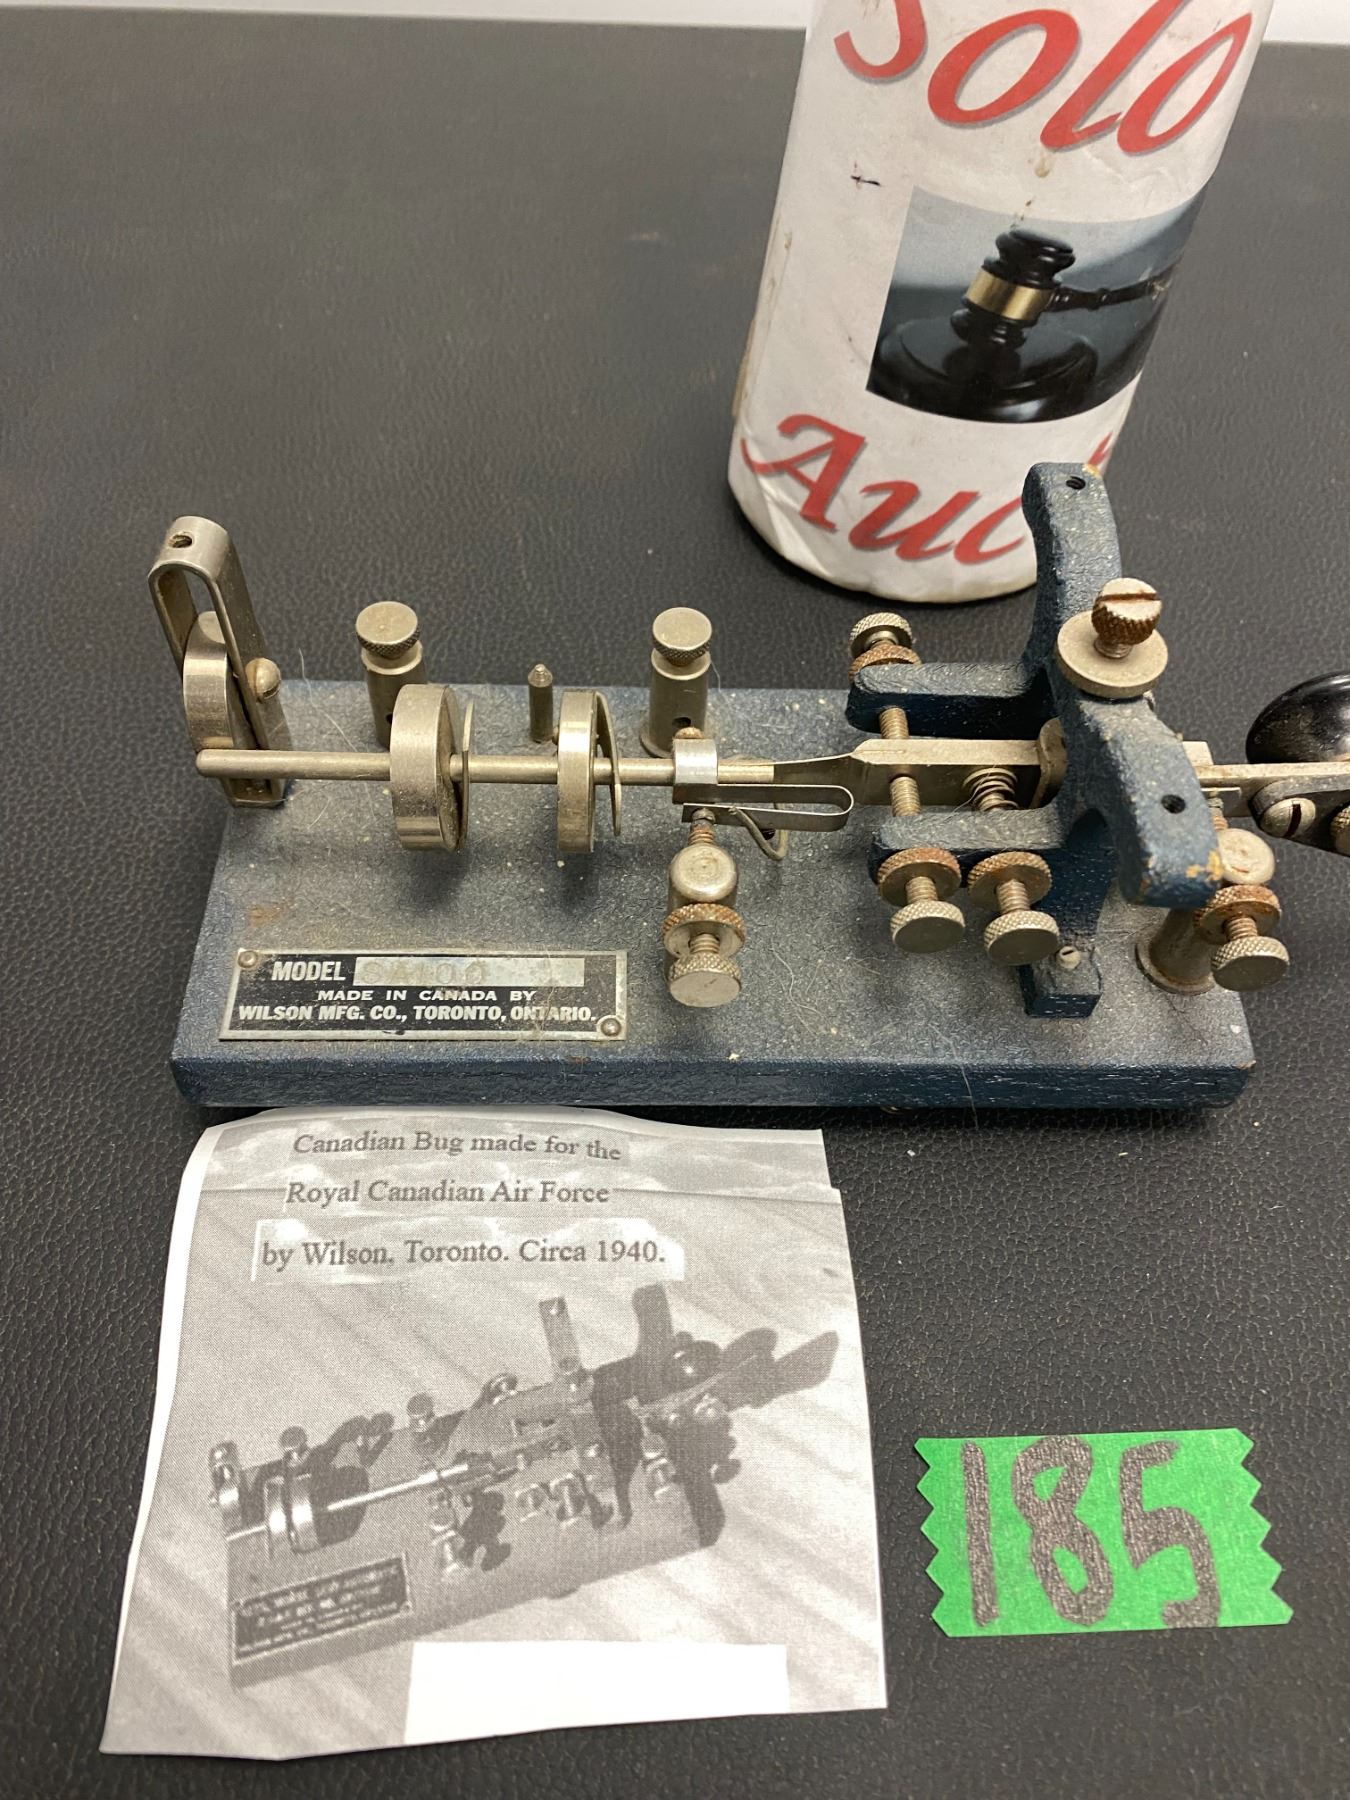 Solo
MODEL SA100
MADE IN CANADA BY
WILSON MFG. CO., TORONTO, ONTARIO.
Canadian Bug made for the
Royal Canadian Air Force
by Wilson, Toronto. Circa 1940.
185